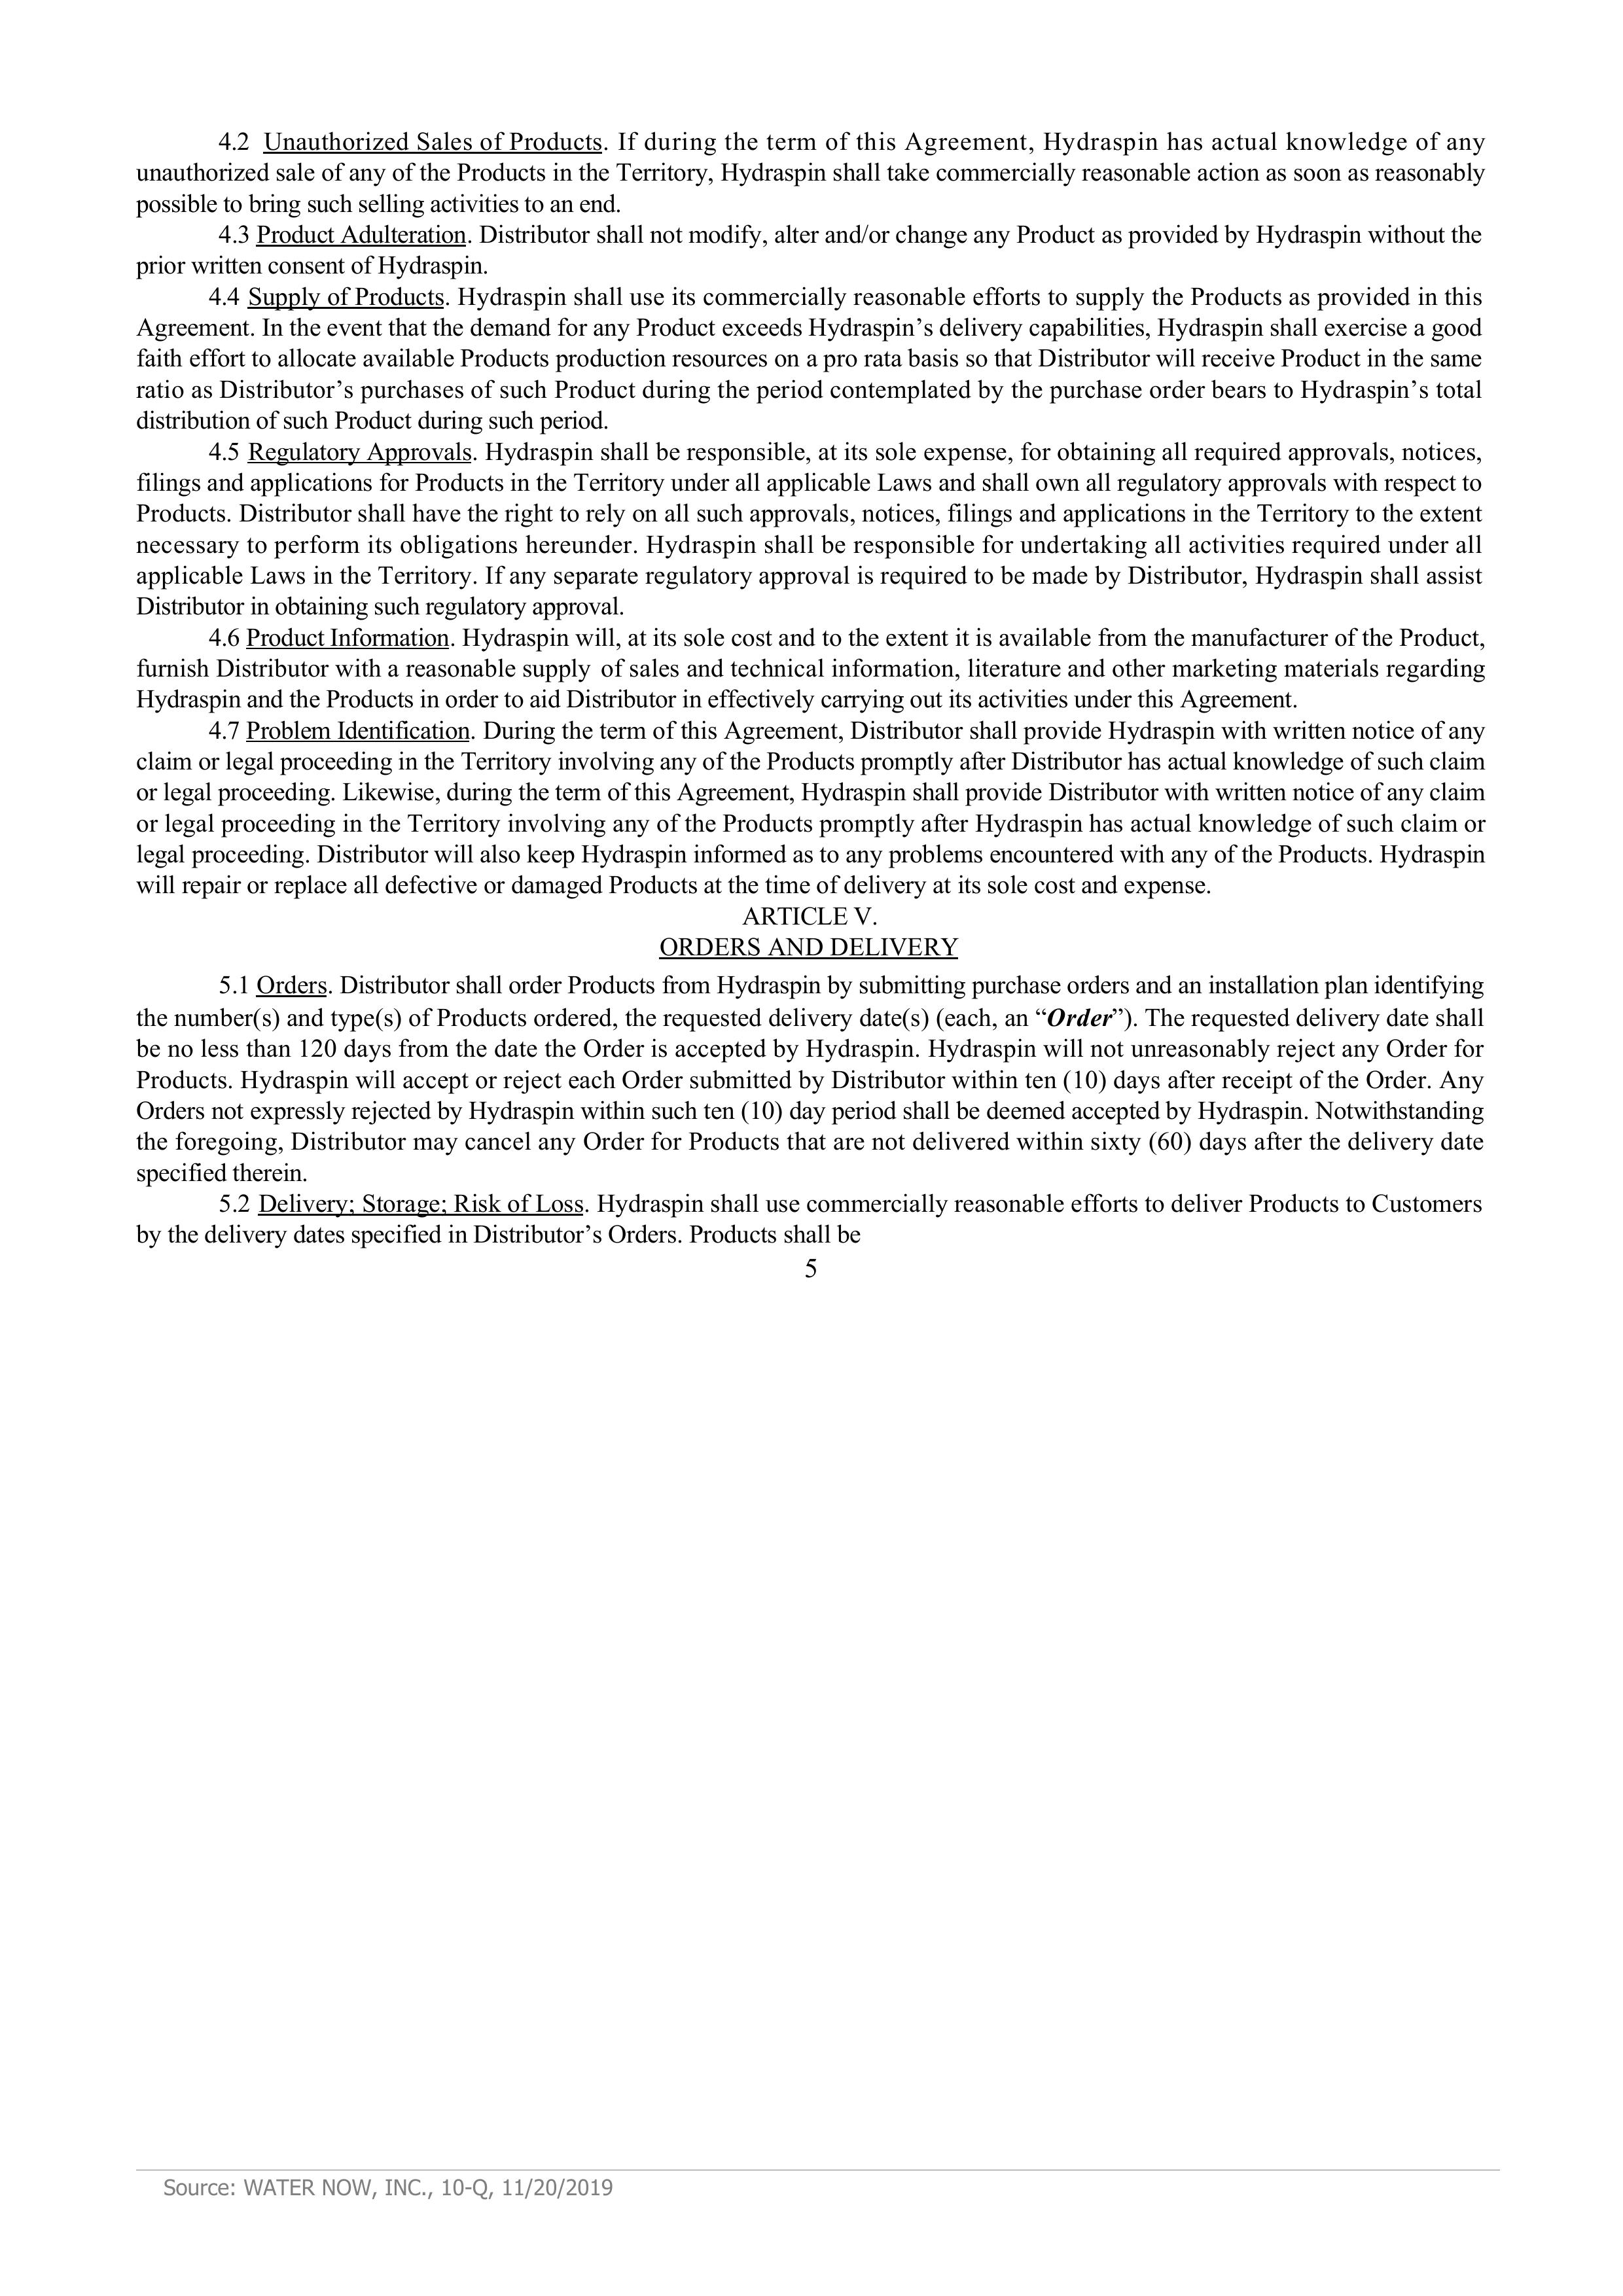 4.2 Unauthorized Sales of Products. If during the term of this Agreement, Hydraspin has actual knowledge of any
unauthorized sale of any of the Products in the Territory, Hydraspin shall take commercially reasonable action as soon as reasonably
possible to bring such selling activities to an end.
4.3 Product Adulteration. Distributor shall not modify, alter and/or change any Product as provided by Hydraspin without the
prior written consent of Hydraspin.
4.4 Supply of Products. Hydraspin shall use its commercially reasonable efforts to supply the Products as provided in this
Agreement. In the event that the demand for any Product exceeds Hydraspin’s delivery capabilities, Hydraspin shall exercise a good
faith effort to allocate available Products production resources on a pro rata basis so that Distributor will receive Product in the same
ratio as Distributor’s purchases of such Product during the period contemplated by the purchase order bears to Hydraspin’s total
distribution of such Product during such period.
4.5 Regulatory Approvals. Hydraspin shall be responsible, at its sole expense, for obtaining all required approvals, notices,
filings and applications for Products in the Territory under all applicable Laws and shall own all regulatory approvals with respect to
Products. Distributor shall have the right to rely on all such approvals, notices, filings and applications in the Territory to the extent
necessary to perform its obligations hereunder. Hydraspin shall be responsible for undertaking all activities required under all
applicable Laws in the Territory. If any separate regulatory approval is required to be made by Distributor, Hydraspin shall assist
Distributor in obtaining such regulatory approval.
4.6 Product Information. Hydraspin will, at its sole cost and to the extent it is available from the manufacturer of the Product,
furnish Distributor with a reasonable supply of sales and technical information, literature and other marketing materials regarding
Hydraspin and the Products in order to aid Distributor in effectively carrying out its activities under this Agreement.
4.7 Problem Identification. During the term of this Agreement, Distributor shall provide Hydraspin with written notice of any
claim or legal proceeding in the Territory involving any of the Products promptly after Distributor has actual knowledge of such claim
or legal proceeding. Likewise, during the term of this Agreement, Hydraspin shall provide Distributor with written notice of any claim
or legal proceeding in the Territory involving any of the Products promptly after Hydraspin has actual knowledge of such claim or
legal proceeding. Distributor will also keep Hydraspin informed as to any problems encountered with any of the Products. Hydraspin
will repair or replace all defective or damaged Products at the time of delivery at its sole cost and expense.
ARTICLE V.
ORDERS AND DELIVERY
5.1 Orders. Distributor shall order Products from Hydraspin by submitting purchase orders and an installation plan identifying
the number(s) and type(s) of Products ordered, the requested delivery date(s) (each, an “Order”). The requested delivery date shall
be no less than 120 days from the date the Order is accepted by Hydraspin. Hydraspin will not unreasonably reject any Order for
Products. Hydraspin will accept or reject each Order submitted by Distributor within ten (10) days after receipt of the Order. Any
Orders not expressly rejected by Hydraspin within such ten (10) day period shall be deemed accepted by Hydraspin. Notwithstanding
the foregoing, Distributor may cancel any Order for Products that are not delivered within sixty (60) days after the delivery date
specified therein.
5.2 Delivery; Storage; Risk of Loss. Hydraspin shall use commercially reasonable efforts to deliver Products to Customers
by the delivery dates specified in Distributor’s Orders. Products shall be
5
Source: WATER NOW, INC., 10-Q, 11/20/2019